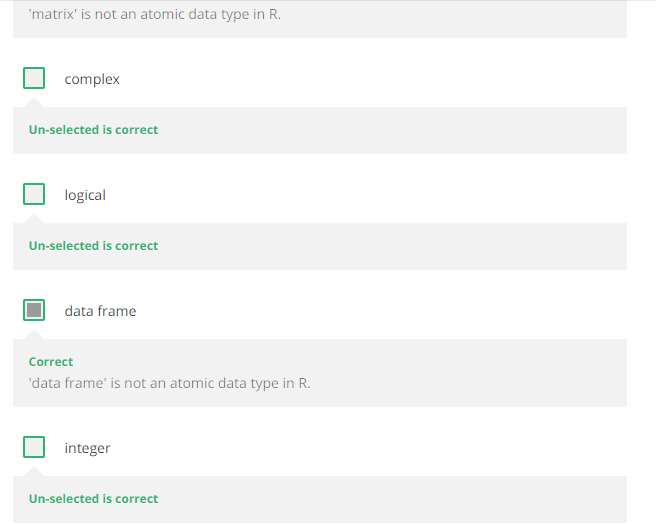 'matrix' is not an atomic data type in R.
complex
Un-selected is correct
logical
Un-selected is correct
data frame
Correct
'data frame' is not an atomic data type in R.
integer
Un-selected is correct